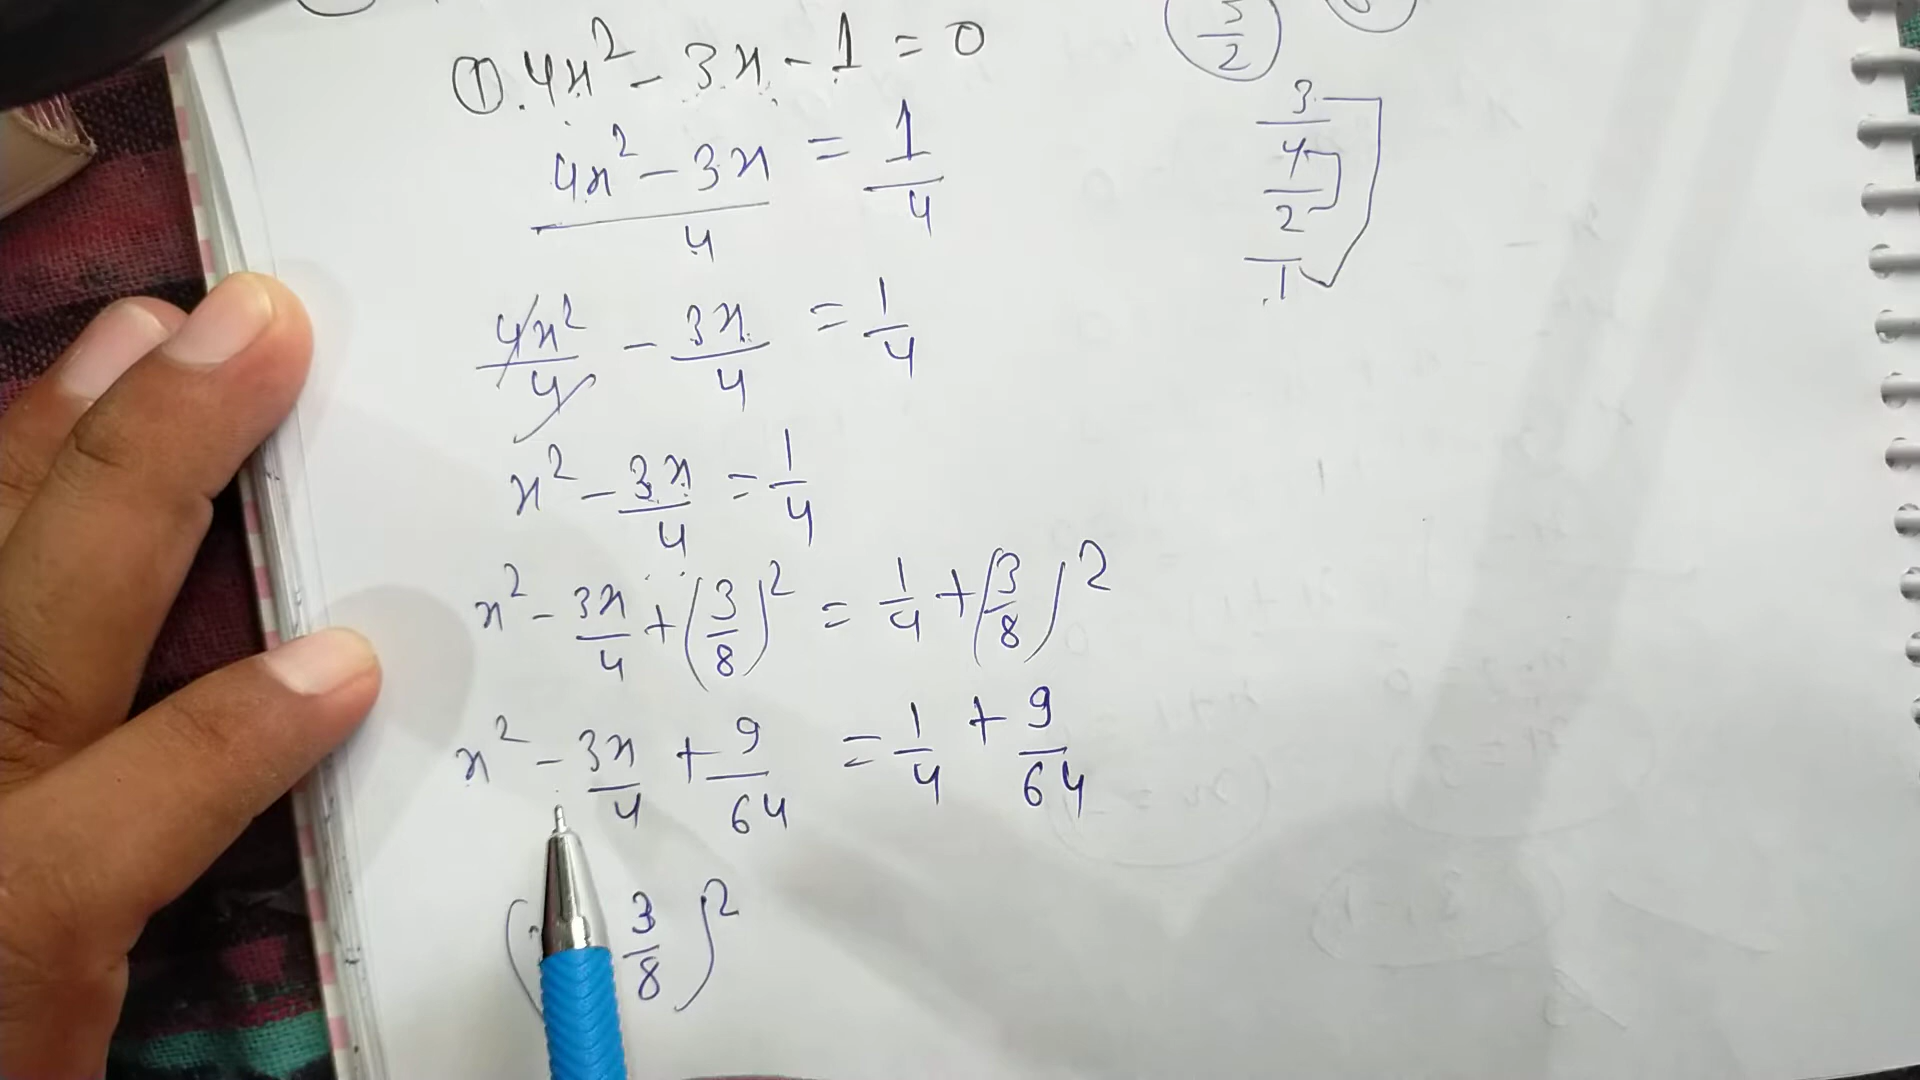 ① . 4x² - 3x - 1 = 0
(4x² - 3x)/4 = 1/4
4x²/4 - 3x/4 = 1/4
x² - 3x/4 = 1/4
x² - 3x/4 + (3/8)² = 1/4 + (3/8)²
x² - 3x/4 + 9/64 = 1/4 + 9/64
( 3/8 )²
2
3
4
2
1